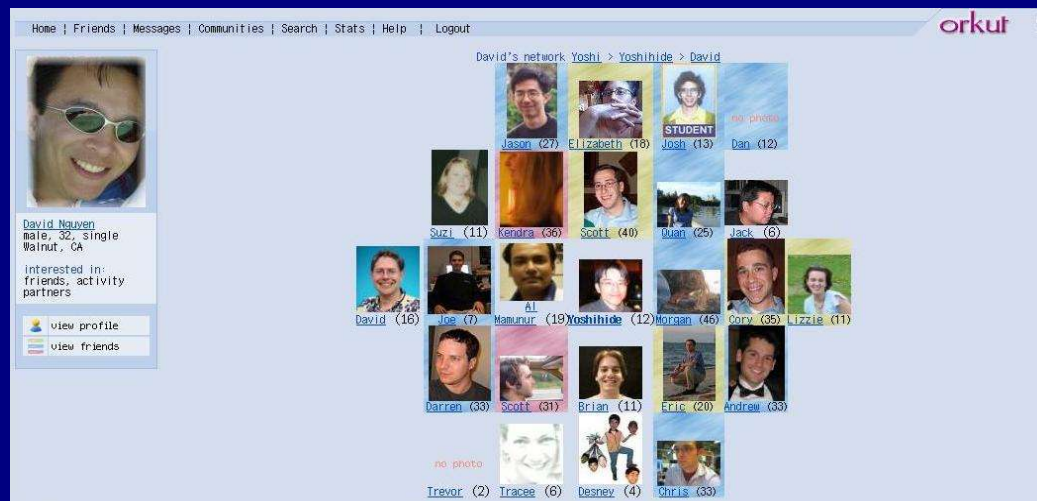 Home ¦ Friends ¦ Messages ¦ Communities ¦ Search ¦ Stats ¦ Help ¦ Logout
orkut
David's network Yoshi > Yoshihide > David
no photo
STUDENT
Jason (27) Elizabeth (18) Josh (13) Dan (12)
Suzi (11) Kendra (36) Scott (40) Quan (25) Jack (6)
David Nguyen
male, 32, single
Walnut, CA
interested in:
friends, activity
partners
view profile
view friends
Al
David (16) Joe (7) Mamunur (19) Yoshihide (12) Morgan (46) Cory (35) Lizzie (11)
Darren (33) Scott (31) Brian (11) Eric (20) Andrew (33)
no photo
Trevor (2) Tracee (6) Desney (4) Chris (33)